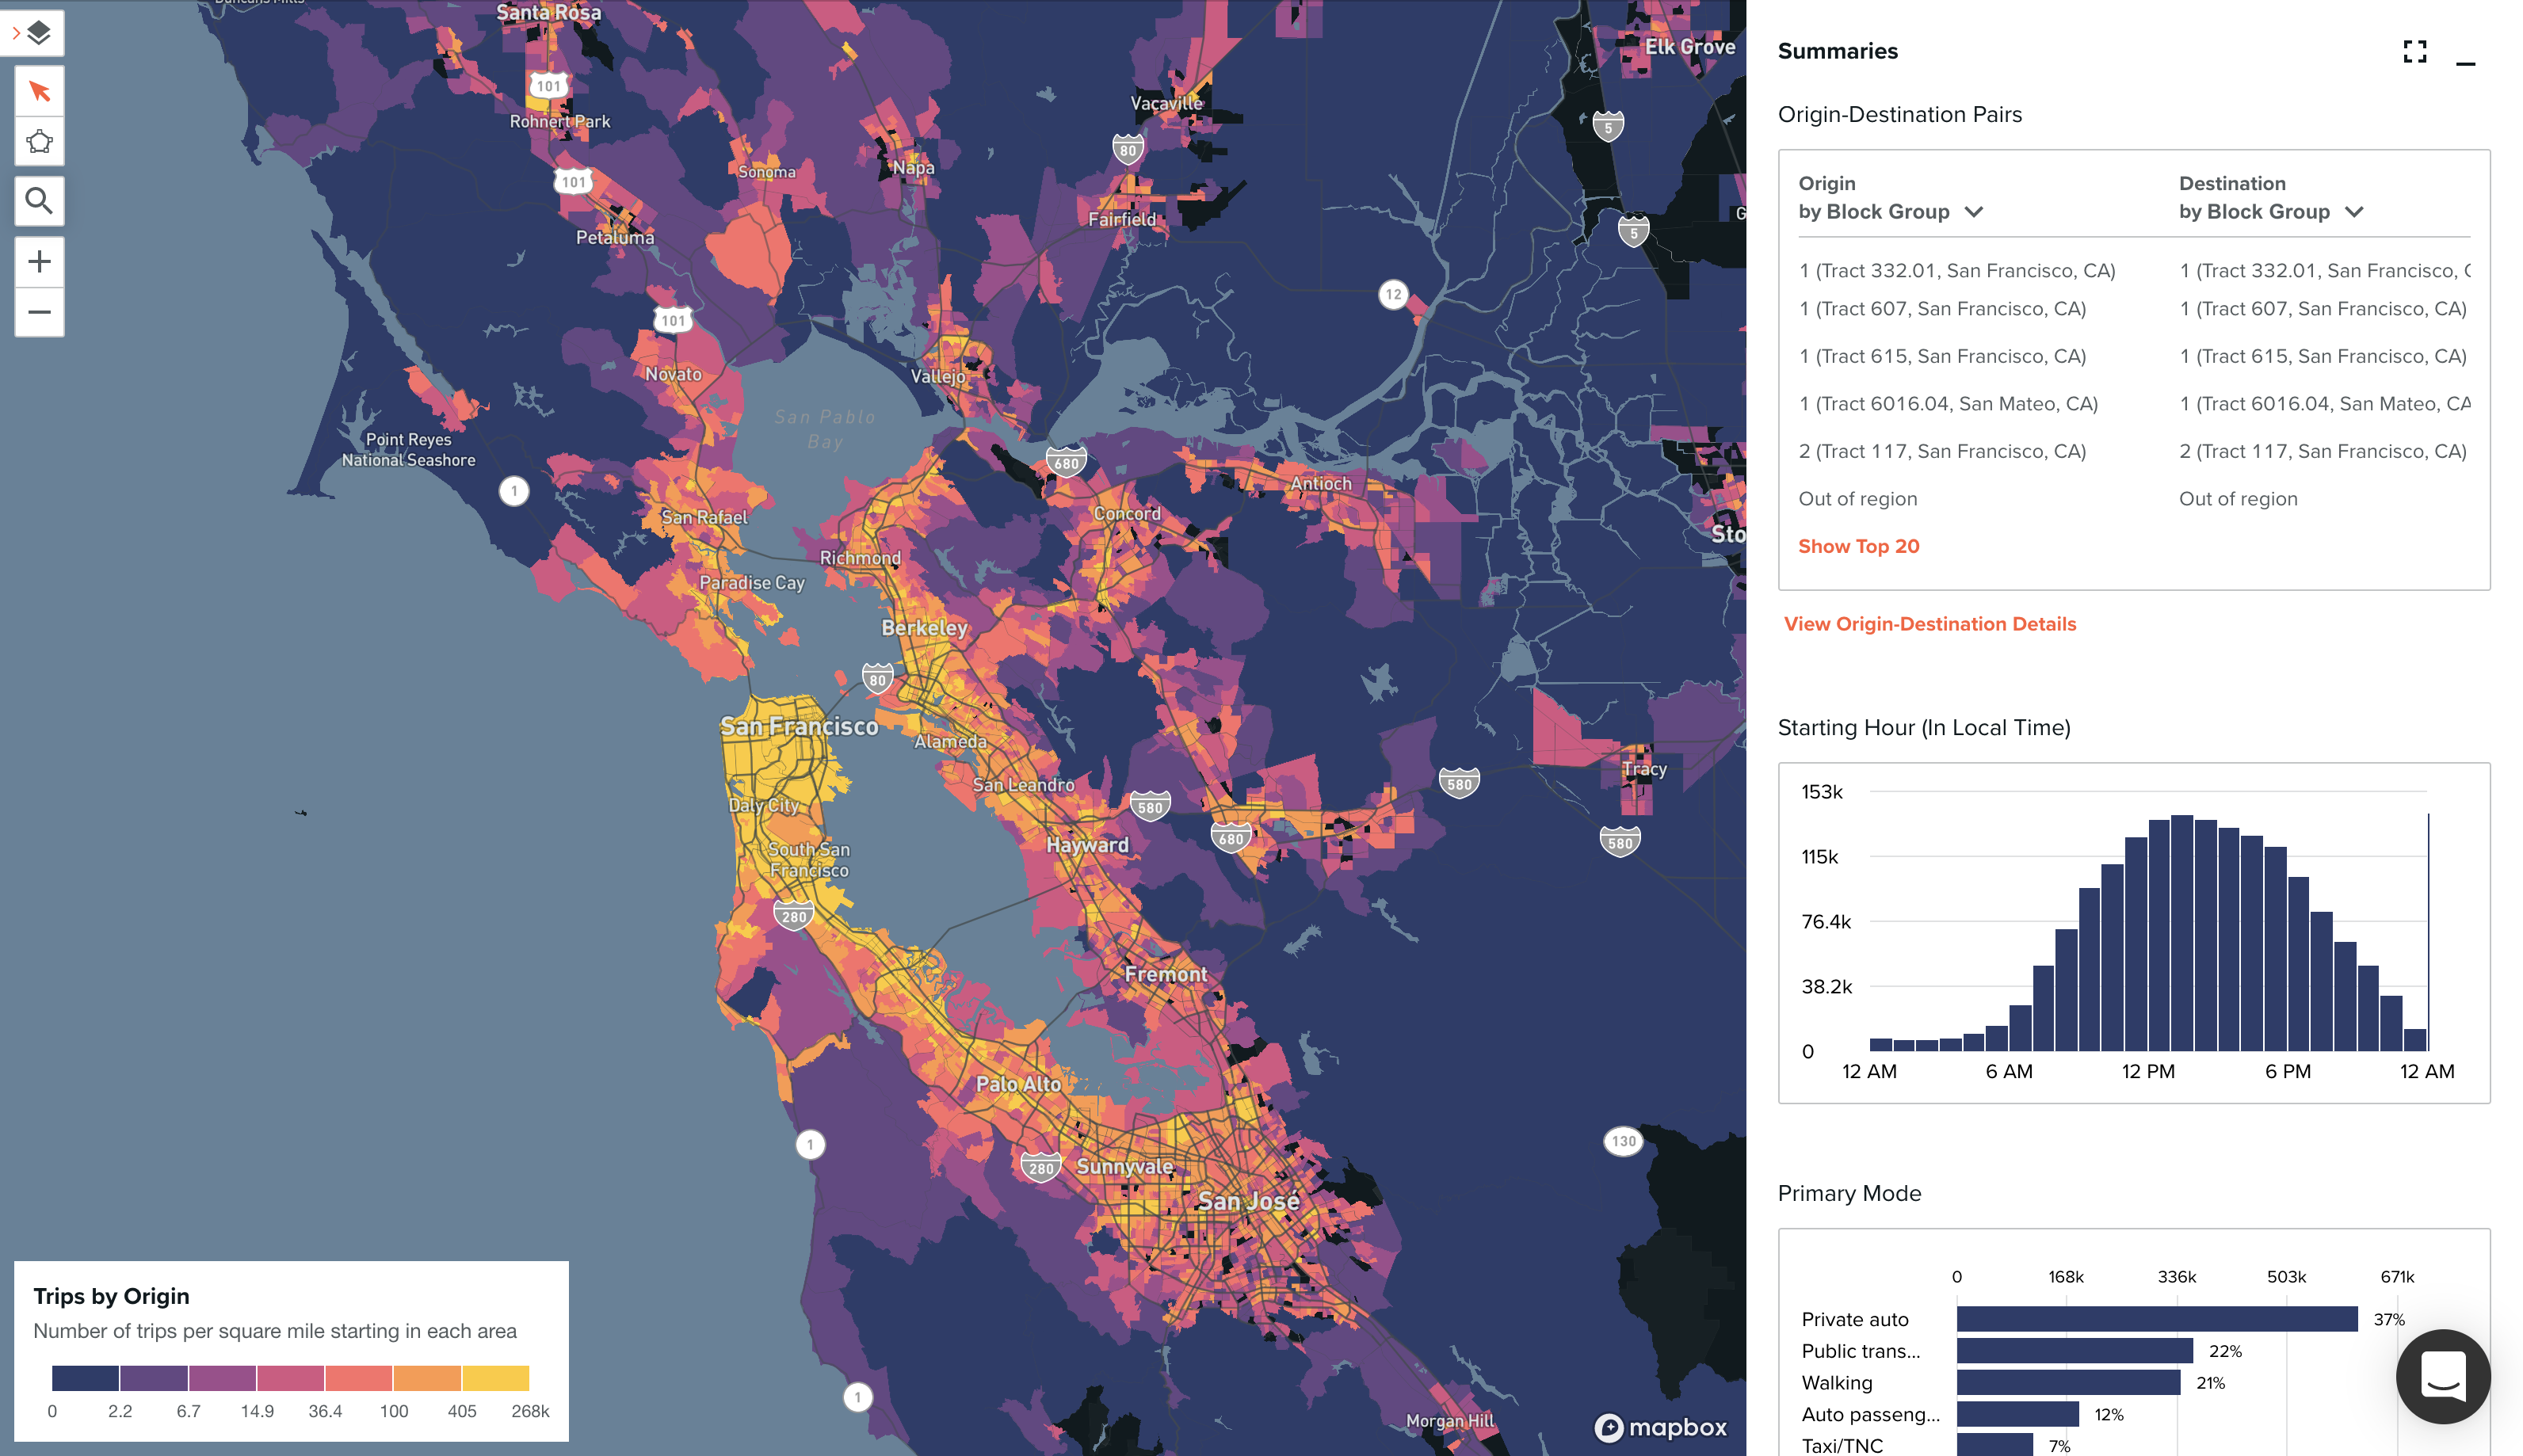 Santa Rosa
101
Rohnert Park
101
Petaluma
Sonoma
Napa
Vacaville
80
Fairfield
Elk Grove
5
5
12
101
Novato
Vallejo
San Pablo
Bay
Point Reyes
National Seashore
1
680
Antioch
Concord
San Rafael
Richmond
Paradise Cay
Berkeley
80
San Francisco
Alameda
San Leandro
Daly City
580
580
Tracy
680
580
South San
Francisco
Hayward
280
Fremont
Palo Alto
1
130
280
Sunnyvale
San José
1
Morgan Hill
mapbox
Sto
G
Trips by Origin
Number of trips per square mile starting in each area
0 2.2 6.7 14.9 36.4 100 405 268k
Summaries
Origin-Destination Pairs
Origin
by Block Group
Destination
by Block Group
1 (Tract 332.01, San Francisco, CA) 1 (Tract 332.01, San Francisco, C
1 (Tract 607, San Francisco, CA) 1 (Tract 607, San Francisco, CA)
1 (Tract 615, San Francisco, CA) 1 (Tract 615, San Francisco, CA)
1 (Tract 6016.04, San Mateo, CA) 1 (Tract 6016.04, San Mateo, CA
2 (Tract 117, San Francisco, CA) 2 (Tract 117, San Francisco, CA)
Out of region Out of region
Show Top 20
View Origin-Destination Details
Starting Hour (In Local Time)
153k
115k
76.4k
38.2k
0
12 AM 6 AM 12 PM 6 PM 12 AM
Primary Mode
0 168k 336k 503k 671k
Private auto 37%
Public trans... 22%
Walking 21%
Auto passeng... 12%
Taxi/TNC 7%